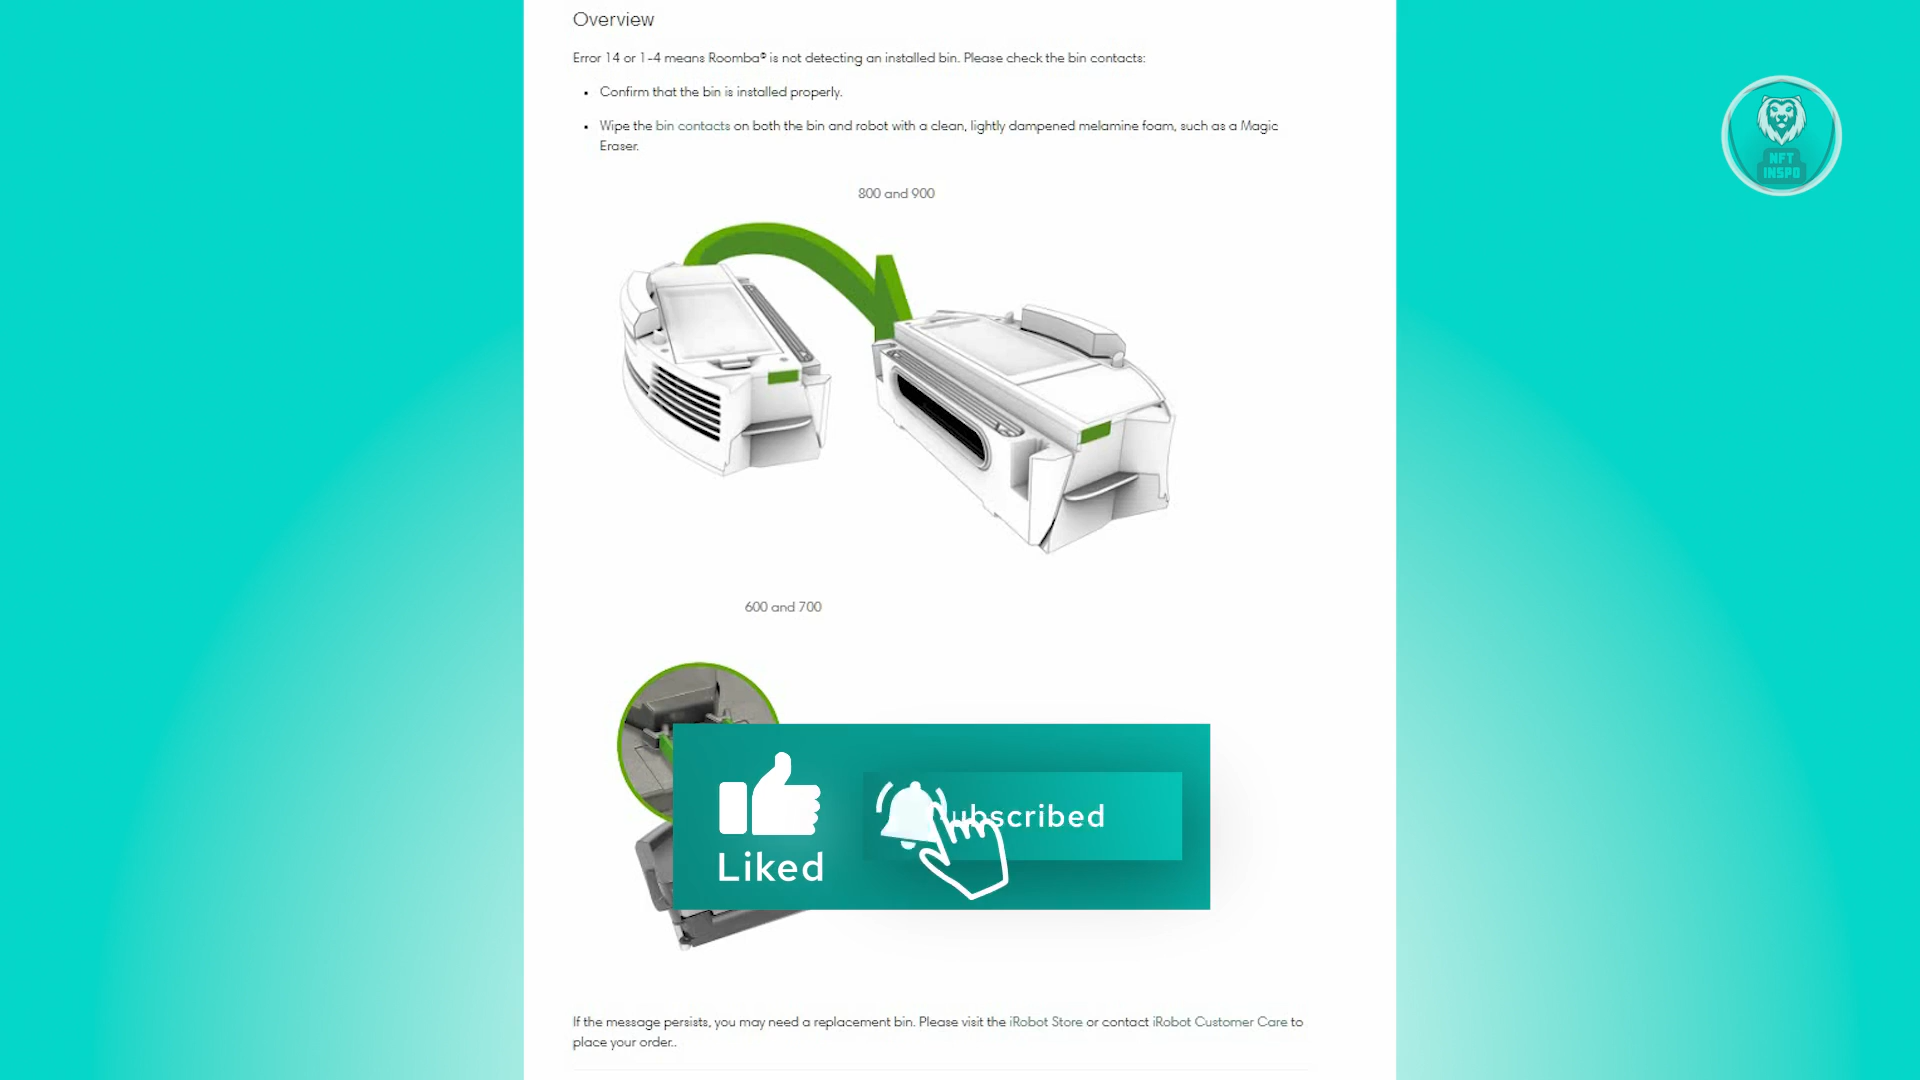 Overview
Error 14 or 1-4 means Roomba® is not detecting an installed bin. Please check the bin contacts:
• Confirm that the bin is installed properly.
• Wipe the bin contacts on both the bin and robot with a clean, lightly dampened melamine foam, such as a Magic
Eraser.
NFT
INSPO
800 and 900
600 and 700
ubscribed
Liked
If the message persists, you may need a replacement bin. Please visit the iRobot Store or contact iRobot Customer Care to
place your order..